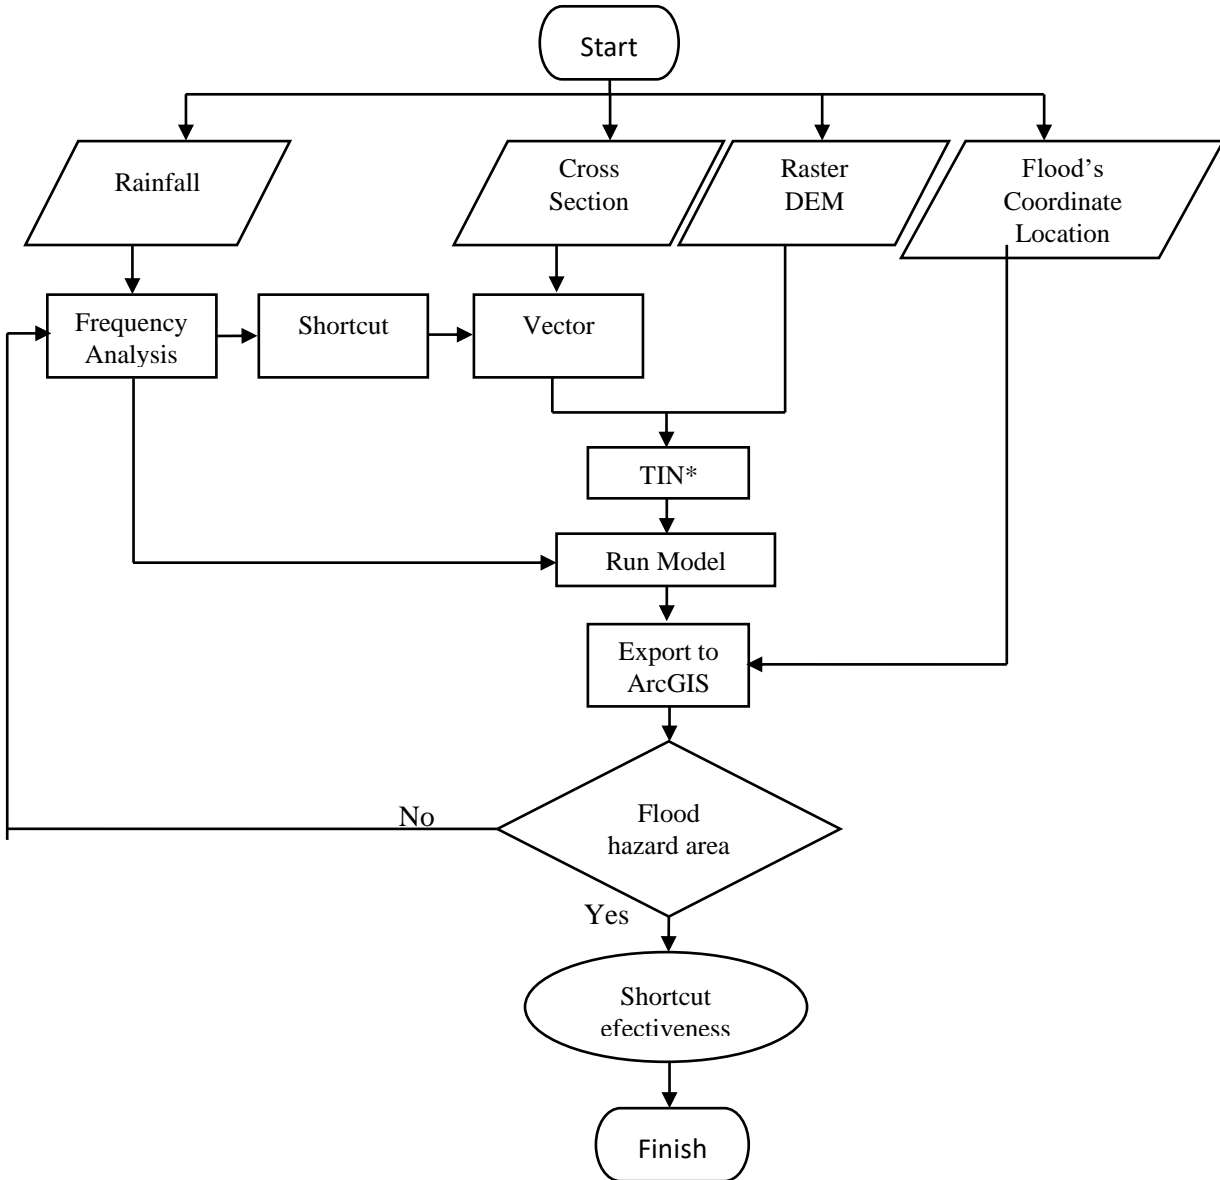 Start
Rainfall
Cross
Section
Raster
DEM
Flood’s
Coordinate
Location
Frequency
Analysis
Shortcut
Vector
TIN*
Run Model
Export to
ArcGIS
No
Flood
hazard area
Yes
Shortcut
efectiveness
Finish